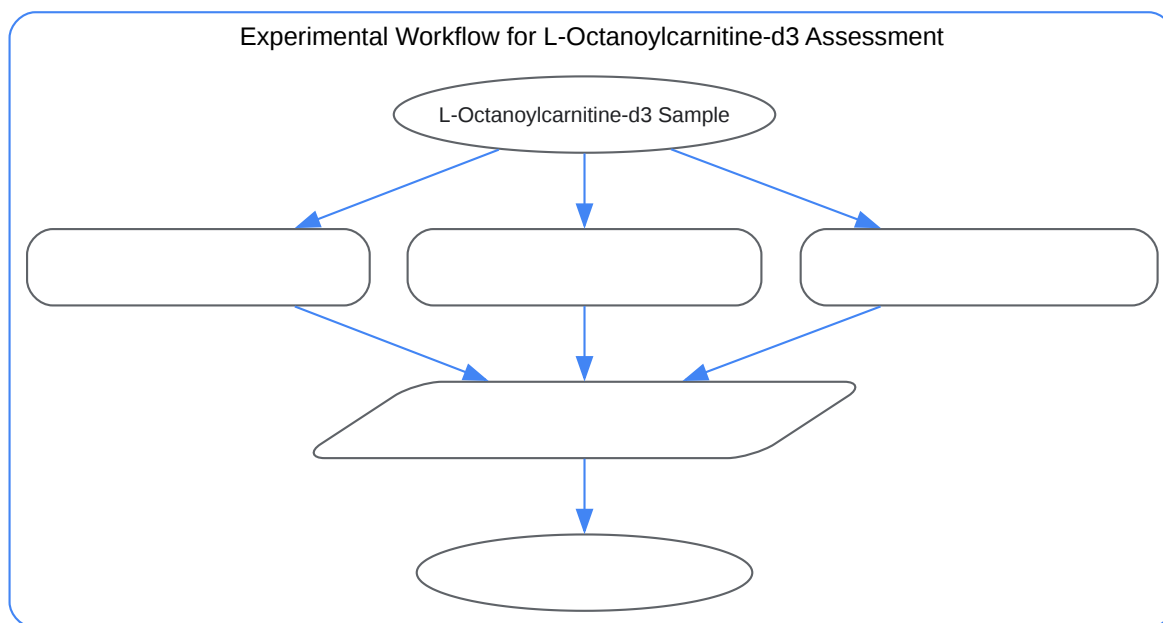 Experimental Workflow for L-Octanoylcarnitine-d3 Assessment
L-Octanoylcarnitine-d3 Sample